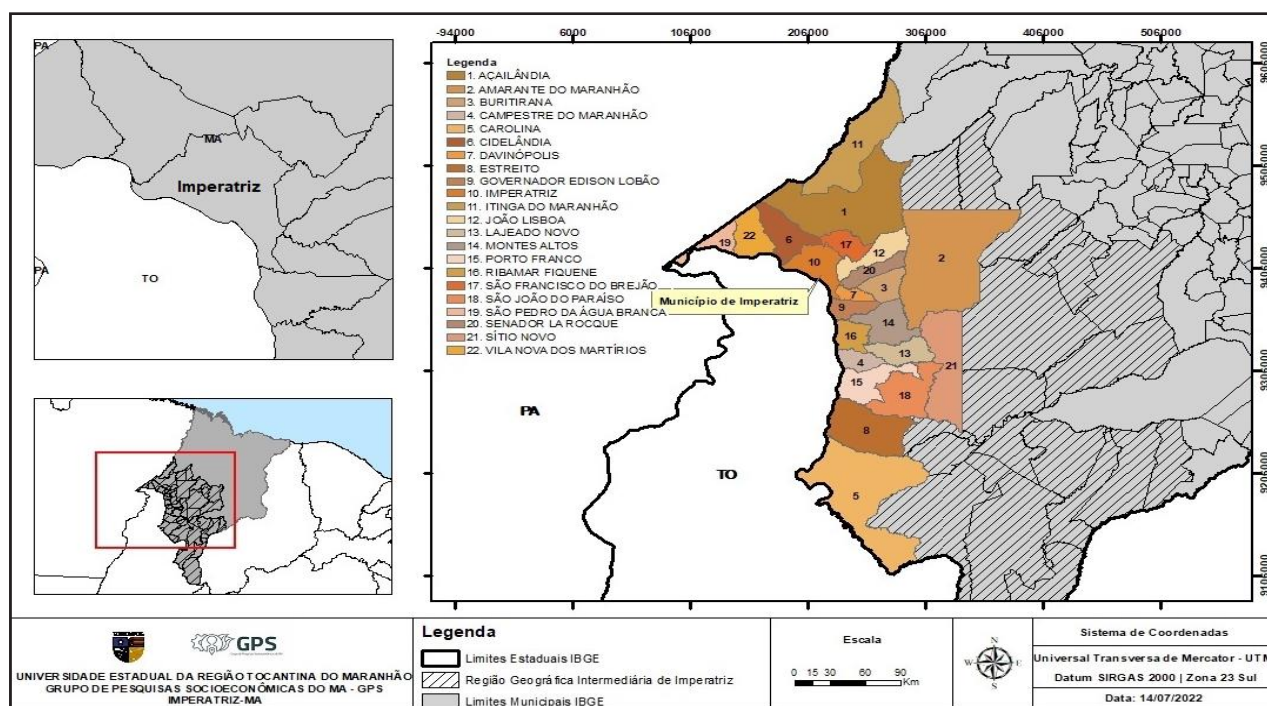 PA
MA
Imperatriz
PA
TO
-94000 6000 106000 206000 306000 406000 506000
9606000
9506000
9406000
9306000
9206000
9106000
Legenda
1. AÇAILÂNDIA
2. AMARANTE DO MARANHÃO
3. BURITIRANA
4. CAMPESTRE DO MARANHÃO
5. CAROLINA
6. CIDELÂNDIA
7. DAVINÓPOLIS
8. ESTREITO
9. GOVERNADOR EDISON LOBÃO
10. IMPERATRIZ
11. ITINGA DO MARANHÃO
12. JOÃO LISBOA
13. LAJEADO NOVO
14. MONTES ALTOS
15. PORTO FRANCO
16. RIBAMAR FIQUENE
17. SÃO FRANCISCO DO BREJÃO
18. SÃO JOÃO DO PARAÍSO
19. SÃO PEDRO DA ÁGUA BRANCA
20. SENADOR LA ROCQUE
21. SÍTIO NOVO
22. VILA NOVA DOS MARTÍRIOS
11
1
19 22 6 17 12
10 20 2
7 3
9 14
16
4 13
15 18 21
8
5
Município de Imperatriz
PA
TO
GPS
UNIVERSIDADE ESTADUAL DA REGIÃO TOCANTINA DO MARANHÃO
GRUPO DE PESQUISAS SOCIOECONÔMICAS DO MA - GPS
IMPERATRIZ-MA
Legenda
Limites Estaduais IBGE
Região Geográfica Intermediária de Imperatriz
Limites Municipais IBGE
Escala
0 15 30 60 90
Km
N
W E
S
Sistema de Coordenadas
Universal Transversa de Mercator - UTM
Datum SIRGAS 2000 | Zona 23 Sul
Data: 14/07/2022